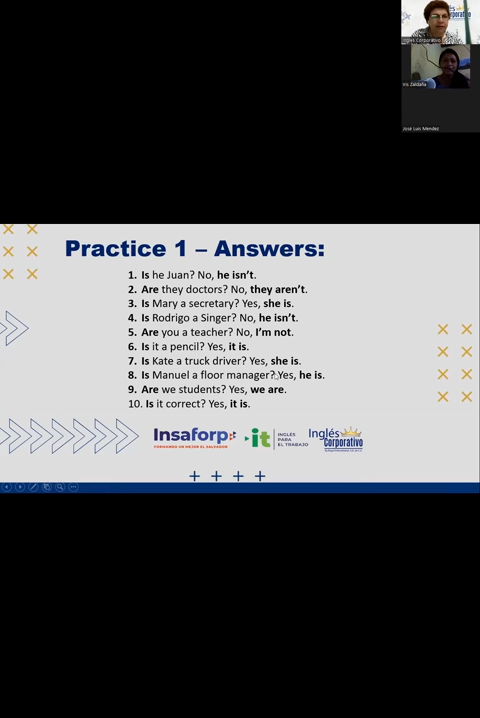 Inglés Corporativo
Iris Zaldaña
José Luis Mendez
Practice 1 – Answers:
1. Is he Juan? No, he isn't.
2. Are they doctors? No, they aren't.
3. Is Mary a secretary? Yes, she is.
4. Is Rodrigo a Singer? No, he isn't.
5. Are you a teacher? No, I'm not.
6. Is it a pencil? Yes, it is.
7. Is Kate a truck driver? Yes, she is.
8. Is Manuel a floor manager? Yes, he is.
9. Are we students? Yes, we are.
10. Is it correct? Yes, it is.
Insaforp
FORMANDO UN MEJOR EL SALVADOR
it
INGLÉS
PARA
EL TRABAJO
Inglés
Corporativo